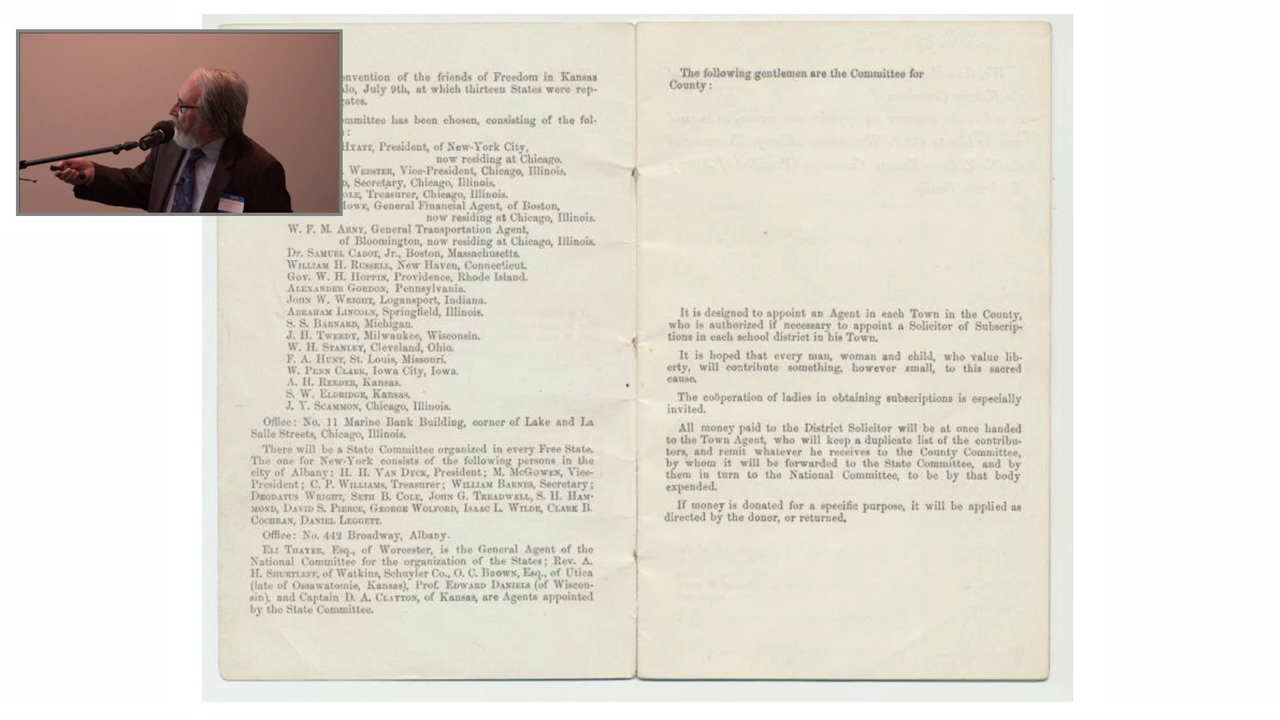 nvention of the friends of Freedom in Kansas
lo, July 9th, at which thirteen States were rep-
gates.
mmittee has been chosen, consisting of the fol-
:
Hyatt, President, of New-York City,
now residing at Chicago.
. Webster, Vice-President, Chicago, Illinois.
d, Secretary, Chicago, Illinois.
ole, Treasurer, Chicago, Illinois.
owe, General Financial Agent, of Boston,
now residing at Chicago, Illinois.
W. F. M. Arny, General Transportation Agent,
of Bloomington, now residing at Chicago, Illinois.
Dr. Samuel Cabot, Jr., Boston, Massachusetts.
William H. Russell, New Haven, Connecticut.
Gov. W. H. Hoppin, Providence, Rhode Island.
Alexander Gordon, Pennsylvania.
John W. Wright, Logansport, Indiana.
Abraham Lincoln, Springfield, Illinois.
S. S. Barnard, Michigan.
J. H. Tweedy, Milwaukee, Wisconsin.
W. H. Stanley, Cleveland, Ohio.
F. A. Hunt, St. Louis, Missouri.
W. Penn Clark, Iowa City, Iowa.
A. H. Reeder, Kansas.
S. W. Eldridge, Kansas.
J. Y. Scammon, Chicago, Illinois.
Office: No. 11 Marine Bank Building, corner of Lake and La
Salle Streets, Chicago, Illinois.
There will be a State Committee organized in every Free State.
The one for New-York consists of the following persons in the
city of Albany: H. H. Van Dyck, President; M. McGowen, Vice-
President; C. P. Williams, Treasurer; William Barnes, Secretary;
Deodatus Wright, Seth B. Cole, John G. Treadwell, S. H. Ham-
mond, David S. Pierce, George Wolford, Isaac L. Wilde, Clark B.
Cochran, Daniel Leggett.
Office: No. 442 Broadway, Albany.
Eli Thayer, Esq., of Worcester, is the General Agent of the
National Committee for the organization of the States; Rev. A.
H. Shurtleff, of Watkins, Schuyler Co., O. C. Brown, Esq., of Utica
(late of Ossawatomie, Kansas), Prof. Edward Daniels (of Wiscon-
sin), and Captain D. A. Clayton, of Kansas, are Agents appointed
by the State Committee.
The following gentlemen are the Committee for
County:
It is designed to appoint an Agent in each Town in the County,
who is authorized if necessary to appoint a Solicitor of Subscrip-
tions in each school district in his Town.
It is hoped that every man, woman and child, who value lib-
erty, will contribute something, however small, to this sacred
cause.
The coöperation of ladies in obtaining subscriptions is especially
invited.
All money paid to the District Solicitor will be at once handed
to the Town Agent, who will keep a duplicate list of the contribu-
tors, and remit whatever he receives to the County Committee,
by whom it will be forwarded to the State Committee, and by
them in turn to the National Committee, to be by that body
expended.
If money is donated for a specific purpose, it will be applied as
directed by the donor, or returned.